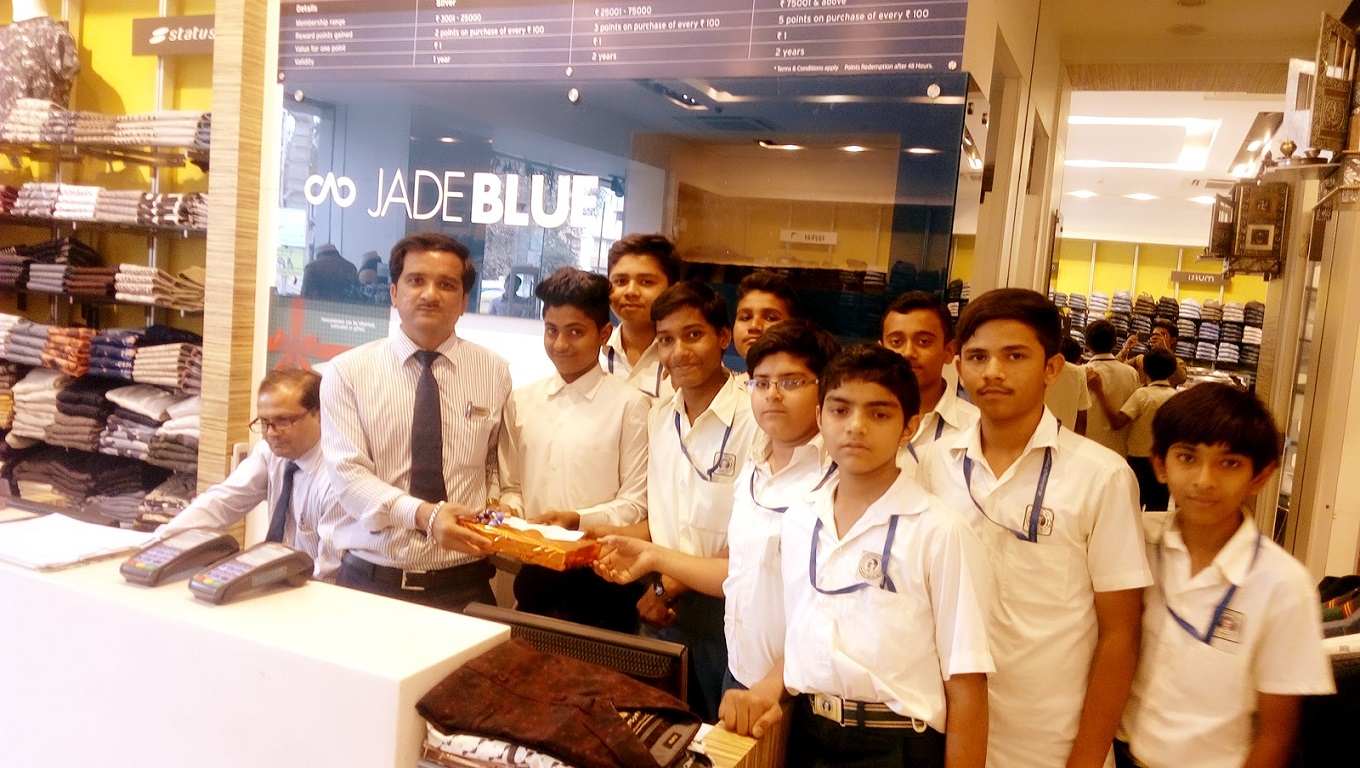 Details Silver
Membership range ₹ 3001 - 25000 ₹ 25001 - 75000 ₹ 75001 & above
Reward points gained 2 points on purchase of every ₹ 100 3 points on purchase of every ₹ 100 5 points on purchase of every ₹ 100
Value for one point ₹ 1 ₹ 1 ₹ 1
Validity 1 year 2 years 2 years
* Terms & Conditions apply Points Redemption after 48 Hours.
status
JADE BLUE